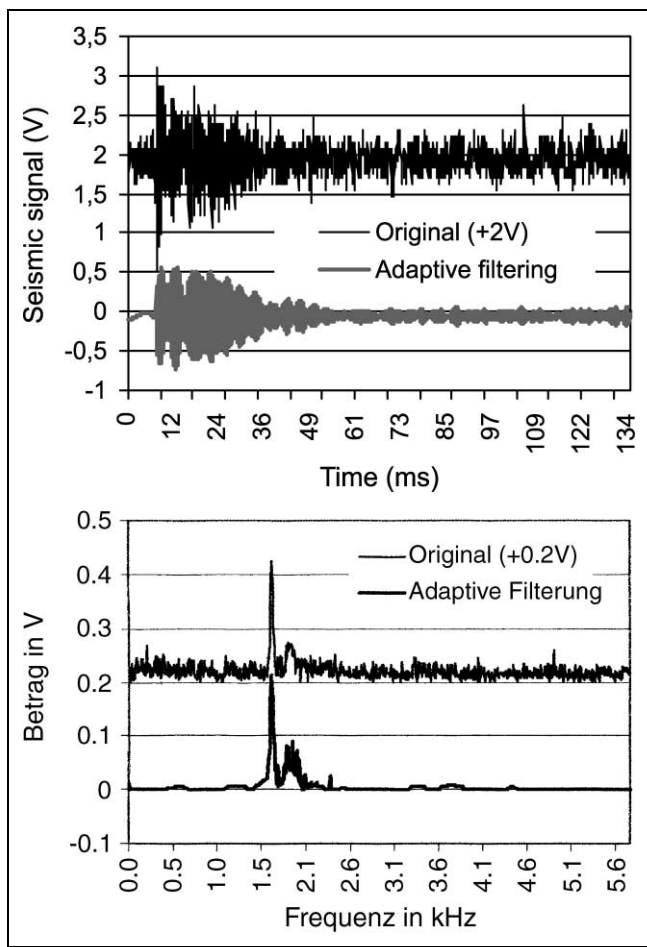 3,5
3
2,5
2
1,5
1
0,5
0
-0,5
-1
Seismic signal (V)
Original (+2V)
Adaptive filtering
0 12 24 36 49 61 73 85 97 109 122 134
Time (ms)
0.5
0.4
0.3
0.2
0.1
0
-0.1
Betrag in V
Original (+0.2V)
Adaptive Filterung
0.0 0.5 1.0 1.5 2.1 2.6 3.1 3.6 4.1 4.6 5.1 5.6
Frequenz in kHz